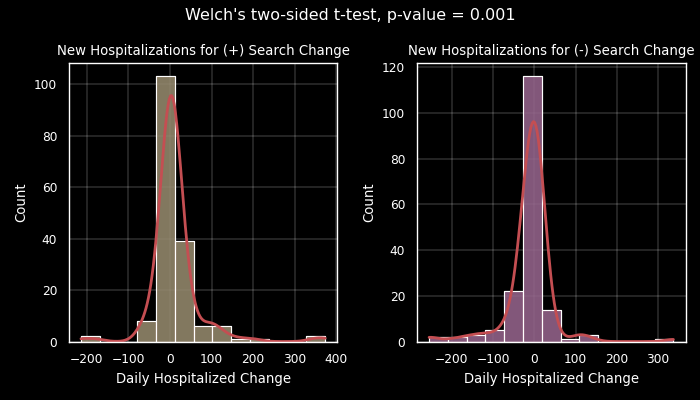 Welch's two-sided t-test, p-value = 0.001
New Hospitalizations for (+) Search Change
New Hospitalizations for (-) Search Change
Count
100
80
60
40
20
0
−200 −100 0 100 200 300 400
Daily Hospitalized Change
Count
120
100
80
60
40
20
0
−200 −100 0 100 200 300
Daily Hospitalized Change